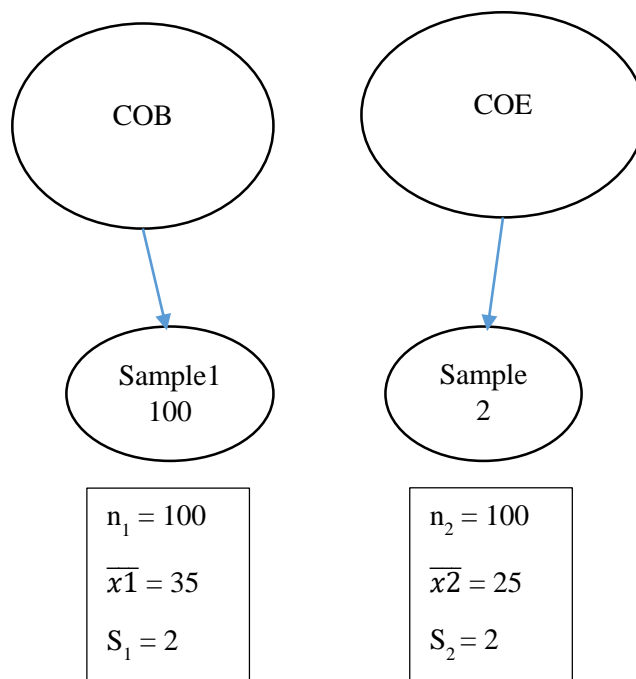 COB
COE
Sample1
100
Sample
2
n₁ = 100
x̅1̅ = 35
S₁ = 2
n₂ = 100
x̅2̅ = 25
S₂ = 2